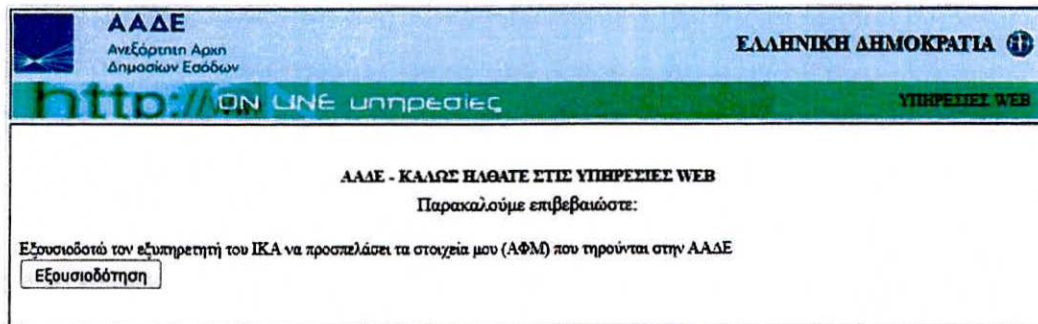 ΑΑΔΕ
Ανεξάρτητη Αρχή
Δημοσίων Εσόδων
ΕΛΛΗΝΙΚΗ ΔΗΜΟΚΡΑΤΙΑ
http://
ON LINE υπηρεσίες
ΥΠΗΡΕΣΙΕΣ WEB
ΑΑΔΕ - ΚΑΛΩΣ ΗΛΘΑΤΕ ΣΤΙΣ ΥΠΗΡΕΣΙΕΣ WEB
Παρακαλούμε επιβεβαιώστε:
Εξουσιοδοτώ τον εξυπηρετητή του ΙΚΑ να προσπελάσει τα στοιχεία μου (ΑΦΜ) που τηρούνται στην ΑΑΔΕ
Εξουσιοδότηση